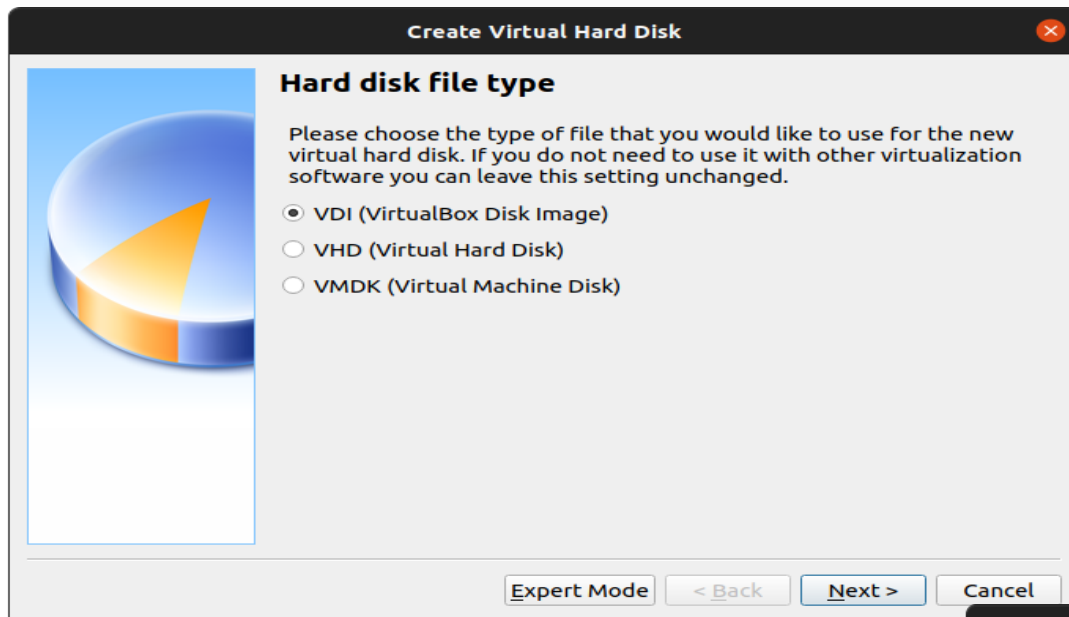 Create Virtual Hard Disk
Hard disk file type
Please choose the type of file that you would like to use for the new
virtual hard disk. If you do not need to use it with other virtualization
software you can leave this setting unchanged.
VDI (VirtualBox Disk Image)
VHD (Virtual Hard Disk)
VMDK (Virtual Machine Disk)
Expert Mode < Back Next > Cancel